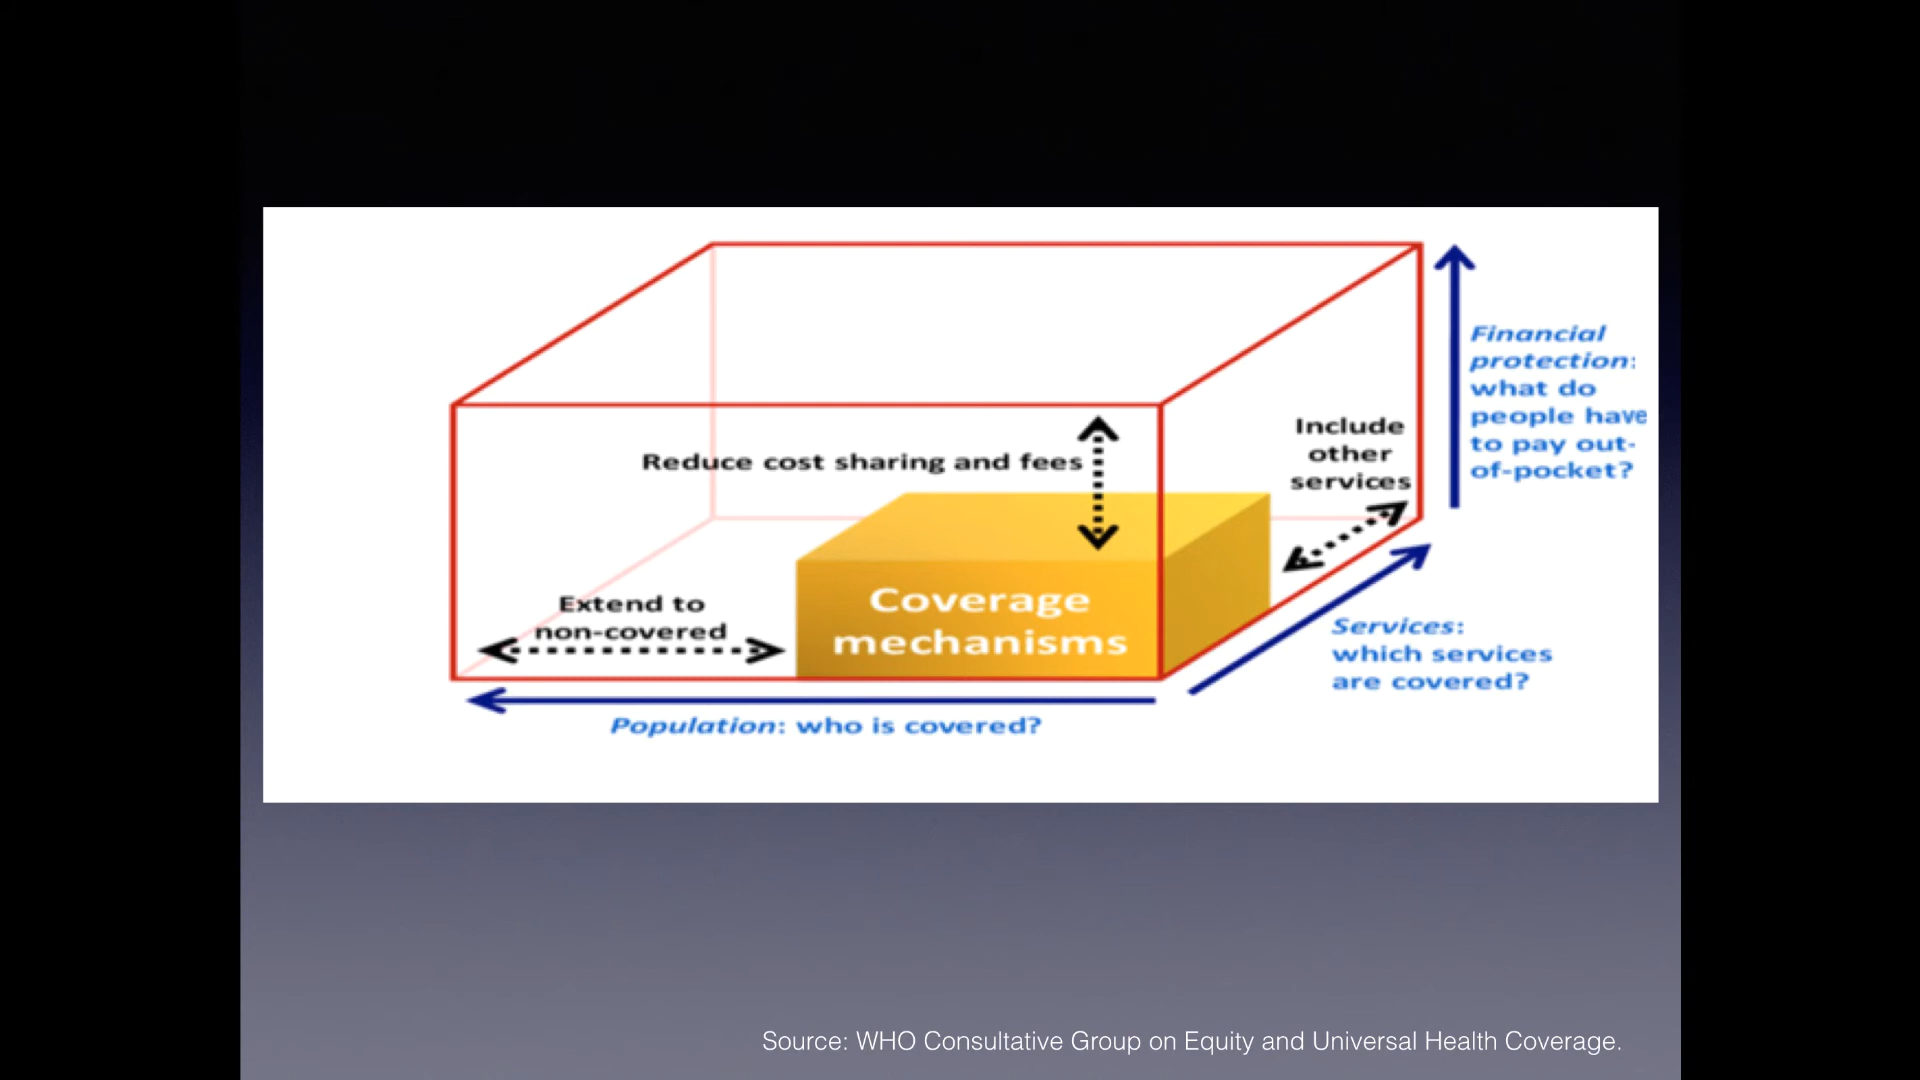 Financial
protection:
what do
people have
to pay out-
of-pocket?
Include
other
services
Reduce cost sharing and fees
Extend to
non-covered
Coverage
mechanisms
Services:
which services
are covered?
Population: who is covered?
Source: WHO Consultative Group on Equity and Universal Health Coverage.